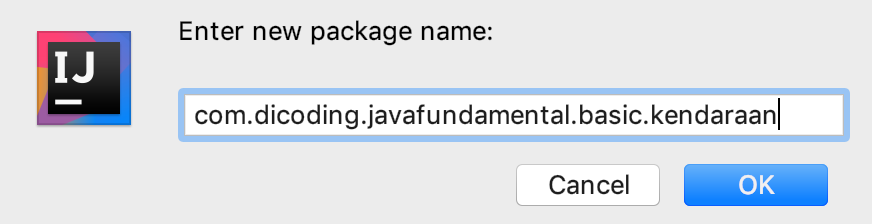 Enter new package name:
IJ
com.dicoding.javafundamental.basic.kendaraan
Cancel OK